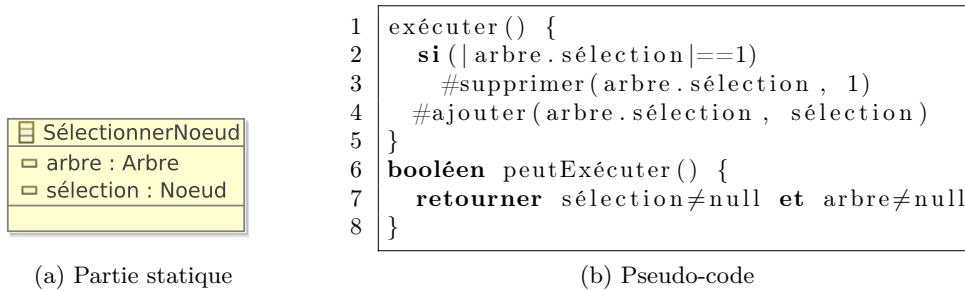 SélectionnerNoeud
arbre : Arbre
sélection : Noeud
(a) Partie statique
1 exécuter() {
2 si(|arbre.sélection|==1)
3 #supprimer(arbre.sélection, 1)
4 #ajouter(arbre.sélection, sélection)
5 }
6 booléen peutExécuter() {
7 retourner sélection≠null et arbre≠null
8 }
(b) Pseudo-code